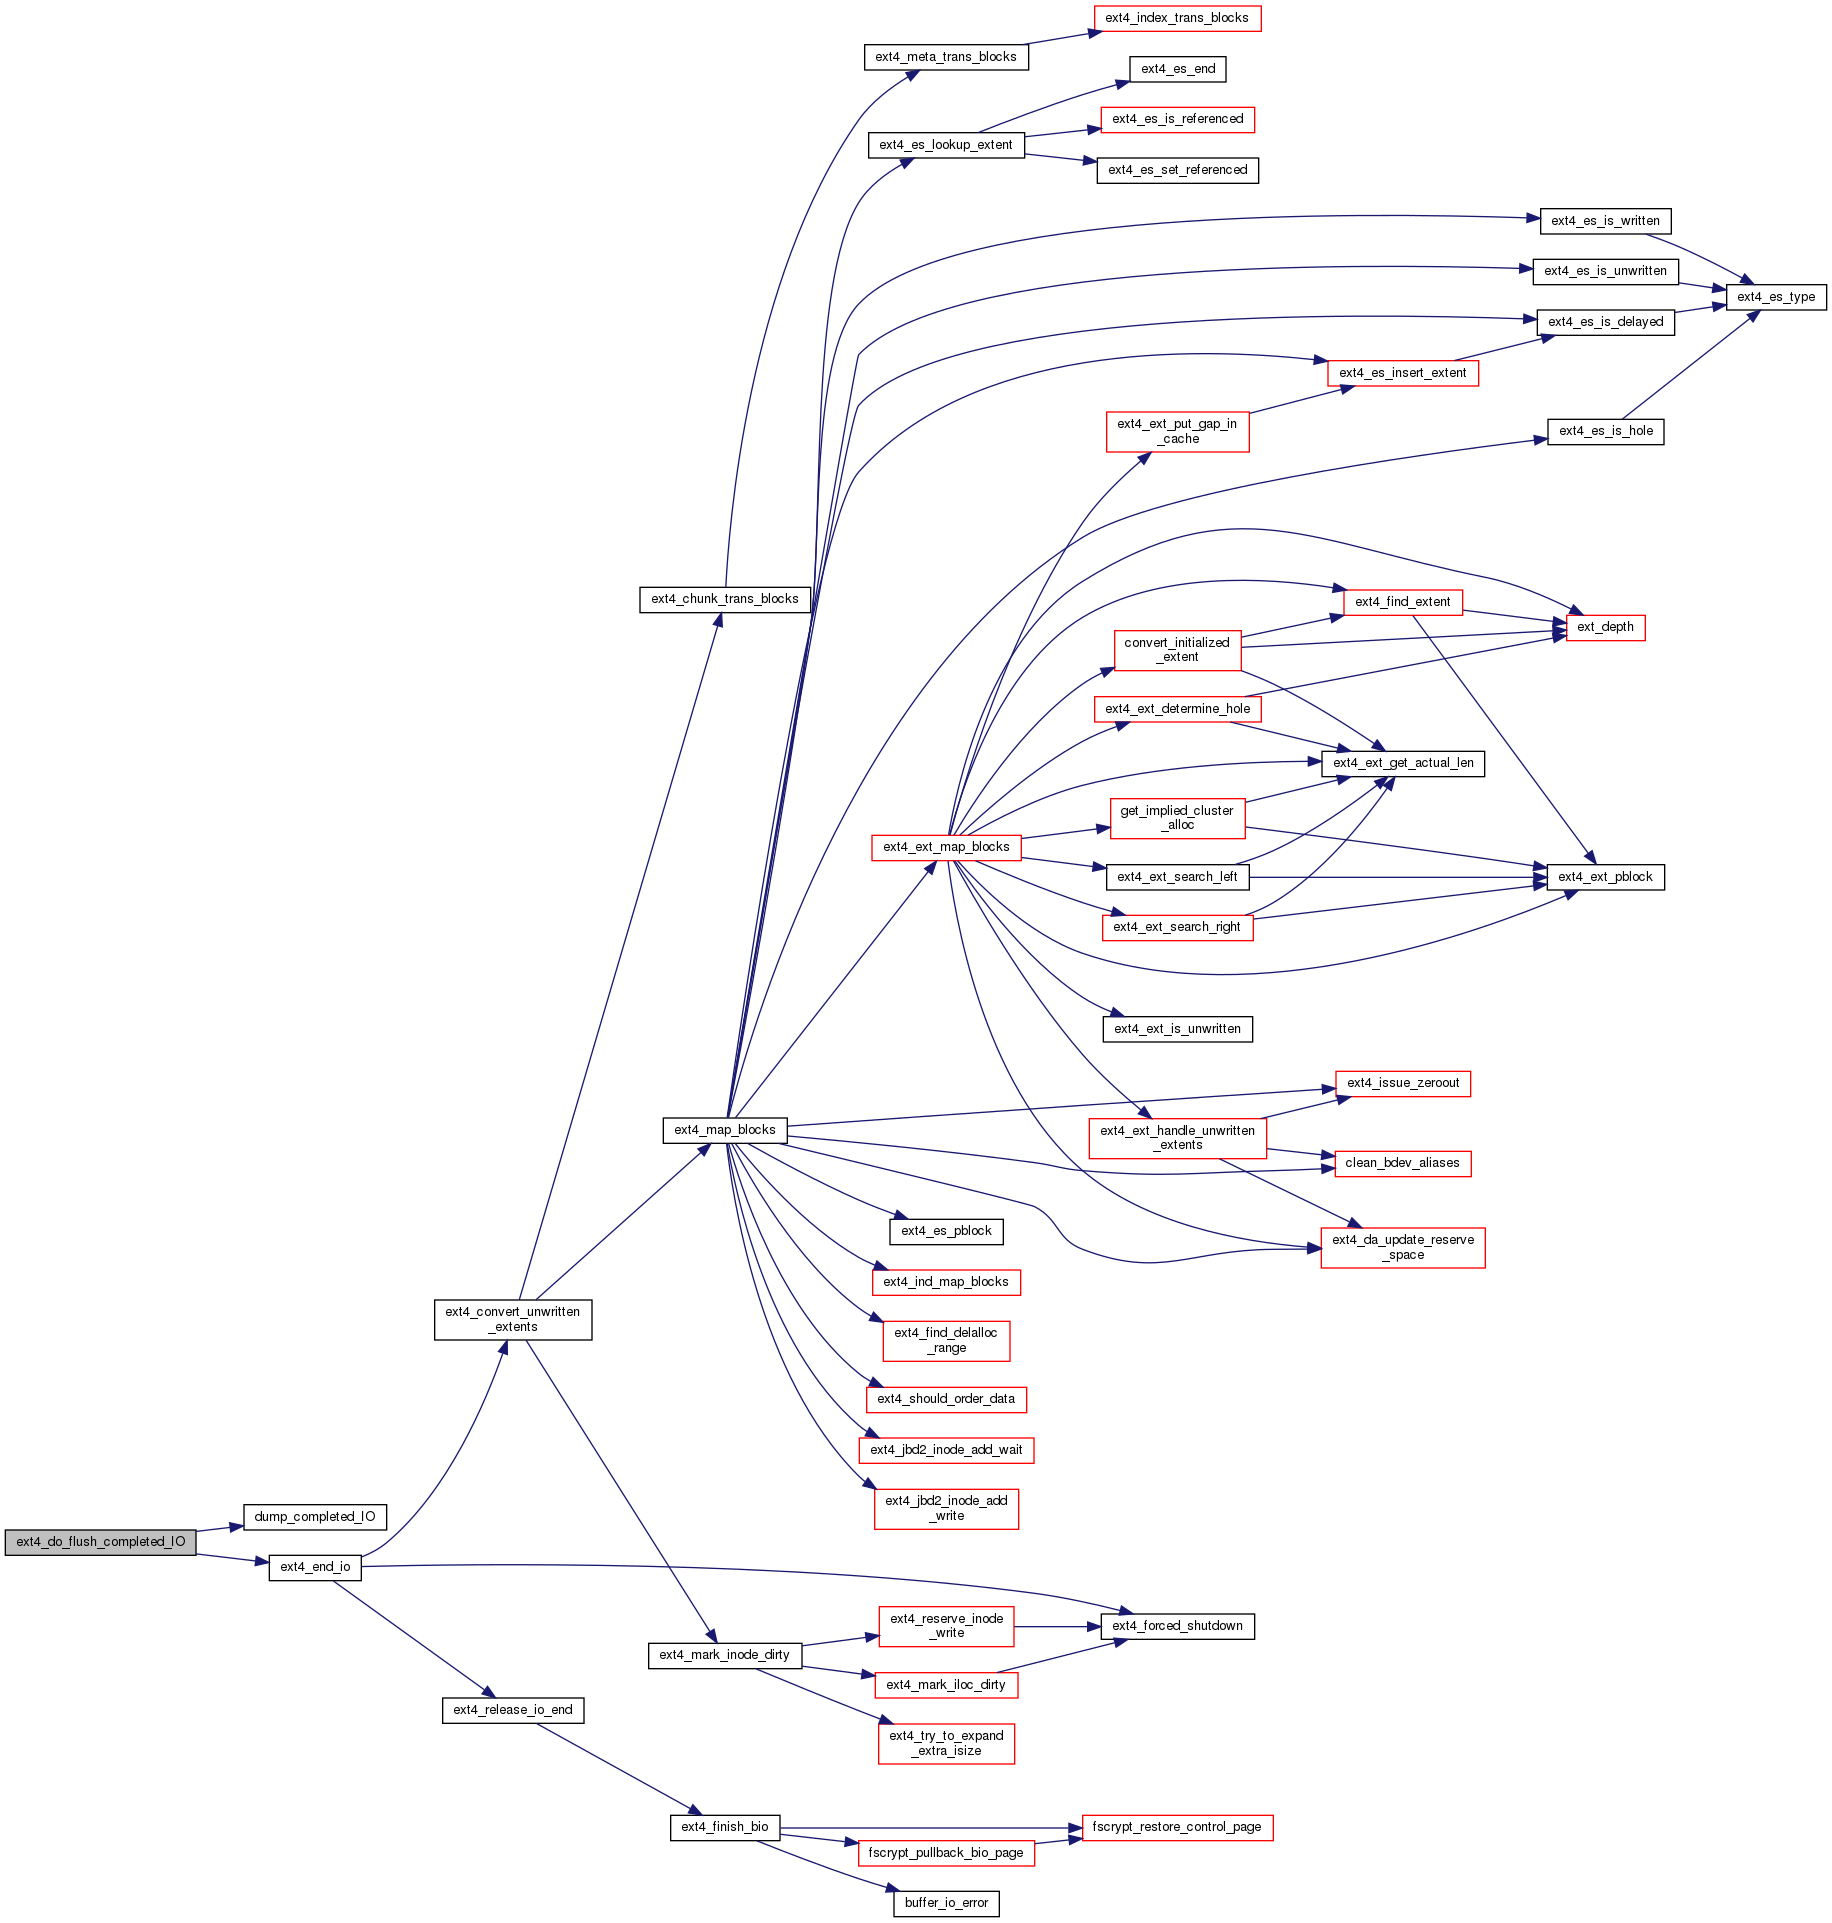 ext4_index_trans_blocks
ext4_meta_trans_blocks
ext4_es_end
ext4_es_is_referenced
ext4_es_lookup_extent
ext4_es_set_referenced
ext4_es_is_written
ext4_es_is_unwritten
ext4_es_type
ext4_es_is_delayed
ext4_es_insert_extent
ext4_ext_put_gap_in
_cache
ext4_es_is_hole
ext4_chunk_trans_blocks
ext4_find_extent
ext_depth
convert_initialized
_extent
ext4_ext_determine_hole
ext4_ext_get_actual_len
get_implied_cluster
_alloc
ext4_ext_map_blocks
ext4_ext_search_left
ext4_ext_pblock
ext4_ext_search_right
ext4_ext_is_unwritten
ext4_issue_zeroout
ext4_map_blocks
ext4_ext_handle_unwritten
_extents
clean_bdev_aliases
ext4_es_pblock
ext4_da_update_reserve
_space
ext4_ind_map_blocks
ext4_convert_unwritten
_extents
ext4_find_delalloc
_range
ext4_should_order_data
ext4_jbd2_inode_add_wait
ext4_jbd2_inode_add
_write
dump_completed_IO
ext4_do_flush_completed_IO
ext4_end_io
ext4_reserve_inode
_write
ext4_forced_shutdown
ext4_mark_inode_dirty
ext4_mark_iloc_dirty
ext4_release_io_end
ext4_try_to_expand
_extra_isize
ext4_finish_bio
fscrypt_restore_control_page
fscrypt_pullback_bio_page
buffer_io_error